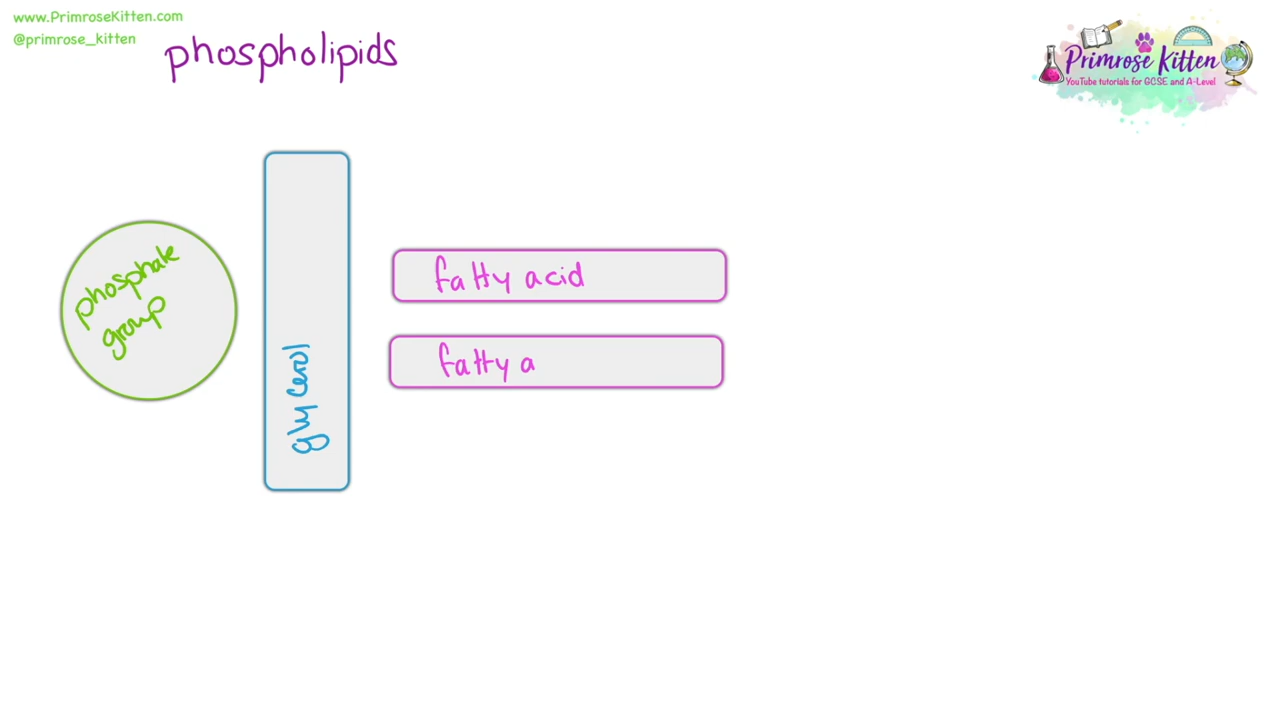 www.PrimroseKitten.com
@primrose_kitten
phospholipids
Primrose Kitten
YouTube tutorials for GCSE and A-Level
phosphate
group
glycerol
fatty acid
fatty a